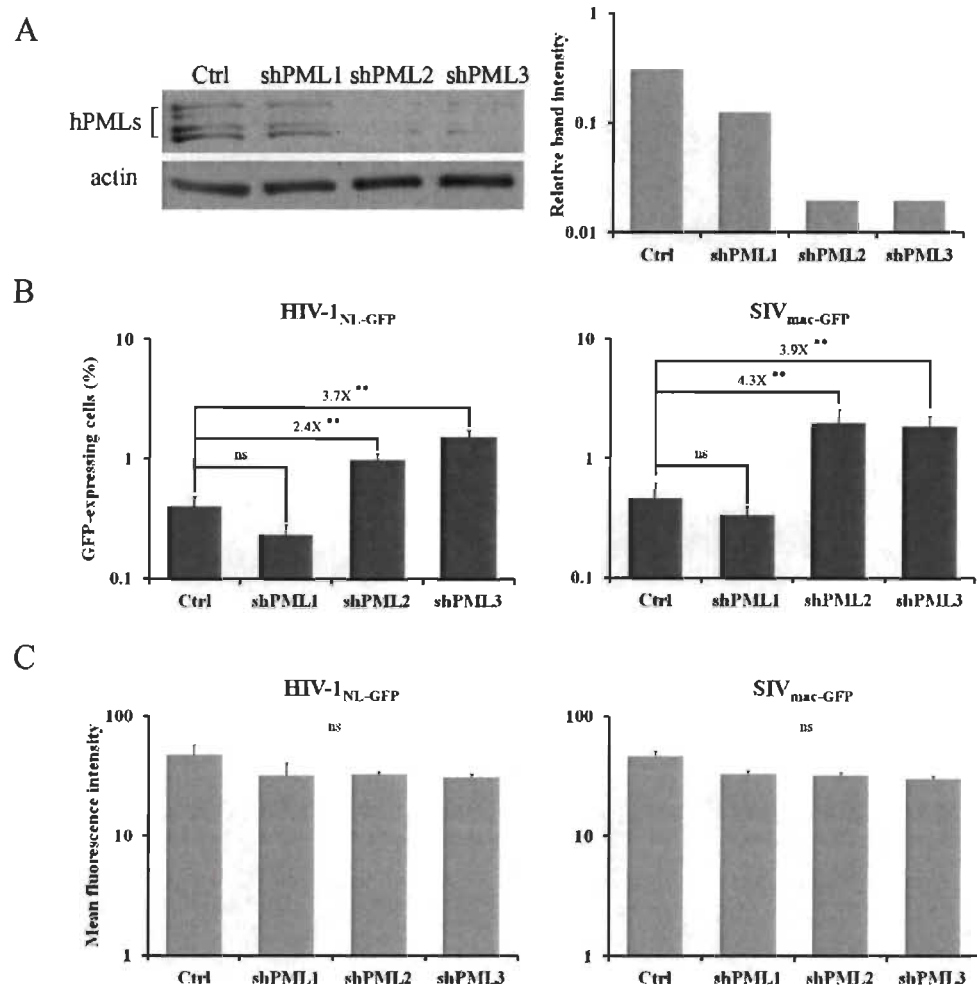 A
Ctrl shPML1 shPML2 shPML3
hPMLs
actin
Relative band intensity
1
0.1
0.01
Ctrl shPML1 shPML2 shPML3
B
HIV-1NL-GFP
GFP-expressing cells (%)
10
1
0.1
3.7X **
2.4X **
ns
Ctrl shPML1 shPML2 shPML3
SIVmac-GFP
10
1
0.1
3.9X **
4.3X **
ns
Ctrl shPML1 shPML2 shPML3
C
HIV-1NL-GFP
ns
Mean fluorescence intensity
100
10
1
Ctrl shPML1 shPML2 shPML3
SIVmac-GFP
ns
100
10
1
Ctrl shPML1 shPML2 shPML3